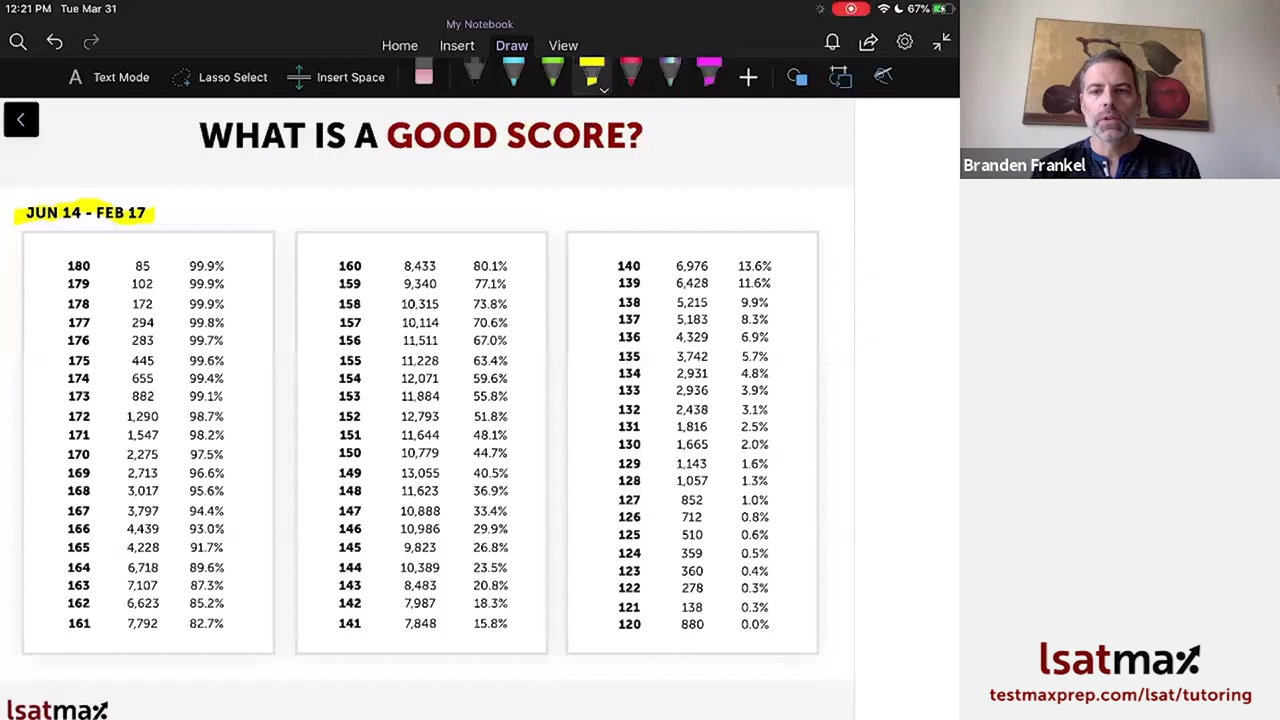 12:21 PM Tue Mar 31
67%
My Notebook
Home Insert Draw View
Text Mode Lasso Select Insert Space
WHAT IS A GOOD SCORE?
JUN 14 - FEB 17
180 85 99.9%
179 102 99.9%
178 172 99.9%
177 294 99.8%
176 283 99.7%
175 445 99.6%
174 655 99.4%
173 882 99.1%
172 1,290 98.7%
171 1,547 98.2%
170 2,275 97.5%
169 2,713 96.6%
168 3,017 95.6%
167 3,797 94.4%
166 4,439 93.0%
165 4,228 91.7%
164 6,718 89.6%
163 7,107 87.3%
162 6,623 85.2%
161 7,792 82.7%
160 8,433 80.1%
159 9,340 77.1%
158 10,315 73.8%
157 10,114 70.6%
156 11,511 67.0%
155 11,228 63.4%
154 12,071 59.6%
153 11,884 55.8%
152 12,793 51.8%
151 11,644 48.1%
150 10,779 44.7%
149 13,055 40.5%
148 11,623 36.9%
147 10,888 33.4%
146 10,986 29.9%
145 9,823 26.8%
144 10,389 23.5%
143 8,483 20.8%
142 7,987 18.3%
141 7,848 15.8%
140 6,976 13.6%
139 6,428 11.6%
138 5,215 9.9%
137 5,183 8.3%
136 4,329 6.9%
135 3,742 5.7%
134 2,931 4.8%
133 2,936 3.9%
132 2,438 3.1%
131 1,816 2.5%
130 1,665 2.0%
129 1,143 1.6%
128 1,057 1.3%
127 852 1.0%
126 712 0.8%
125 510 0.6%
124 359 0.5%
123 360 0.4%
122 278 0.3%
121 138 0.3%
120 880 0.0%
lsatmax
Branden Frankel
lsatmax
testmaxprep.com/lsat/tutoring